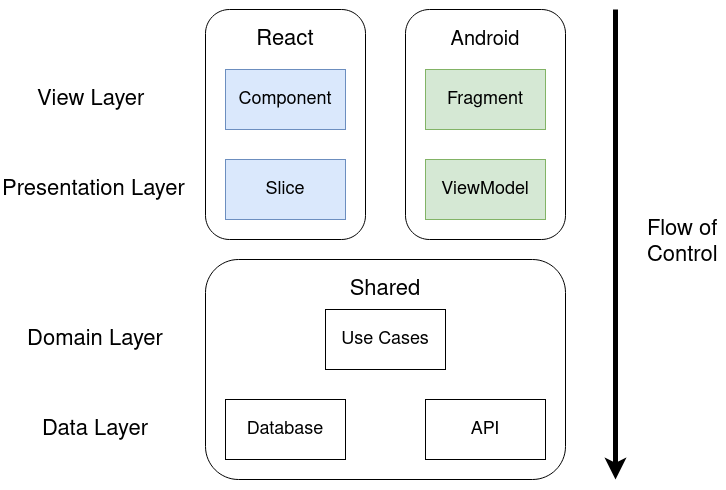 React
Android
View Layer
Component
Fragment
Presentation Layer
Slice
ViewModel
Flow of
Control
Shared
Domain Layer
Use Cases
Data Layer
Database
API